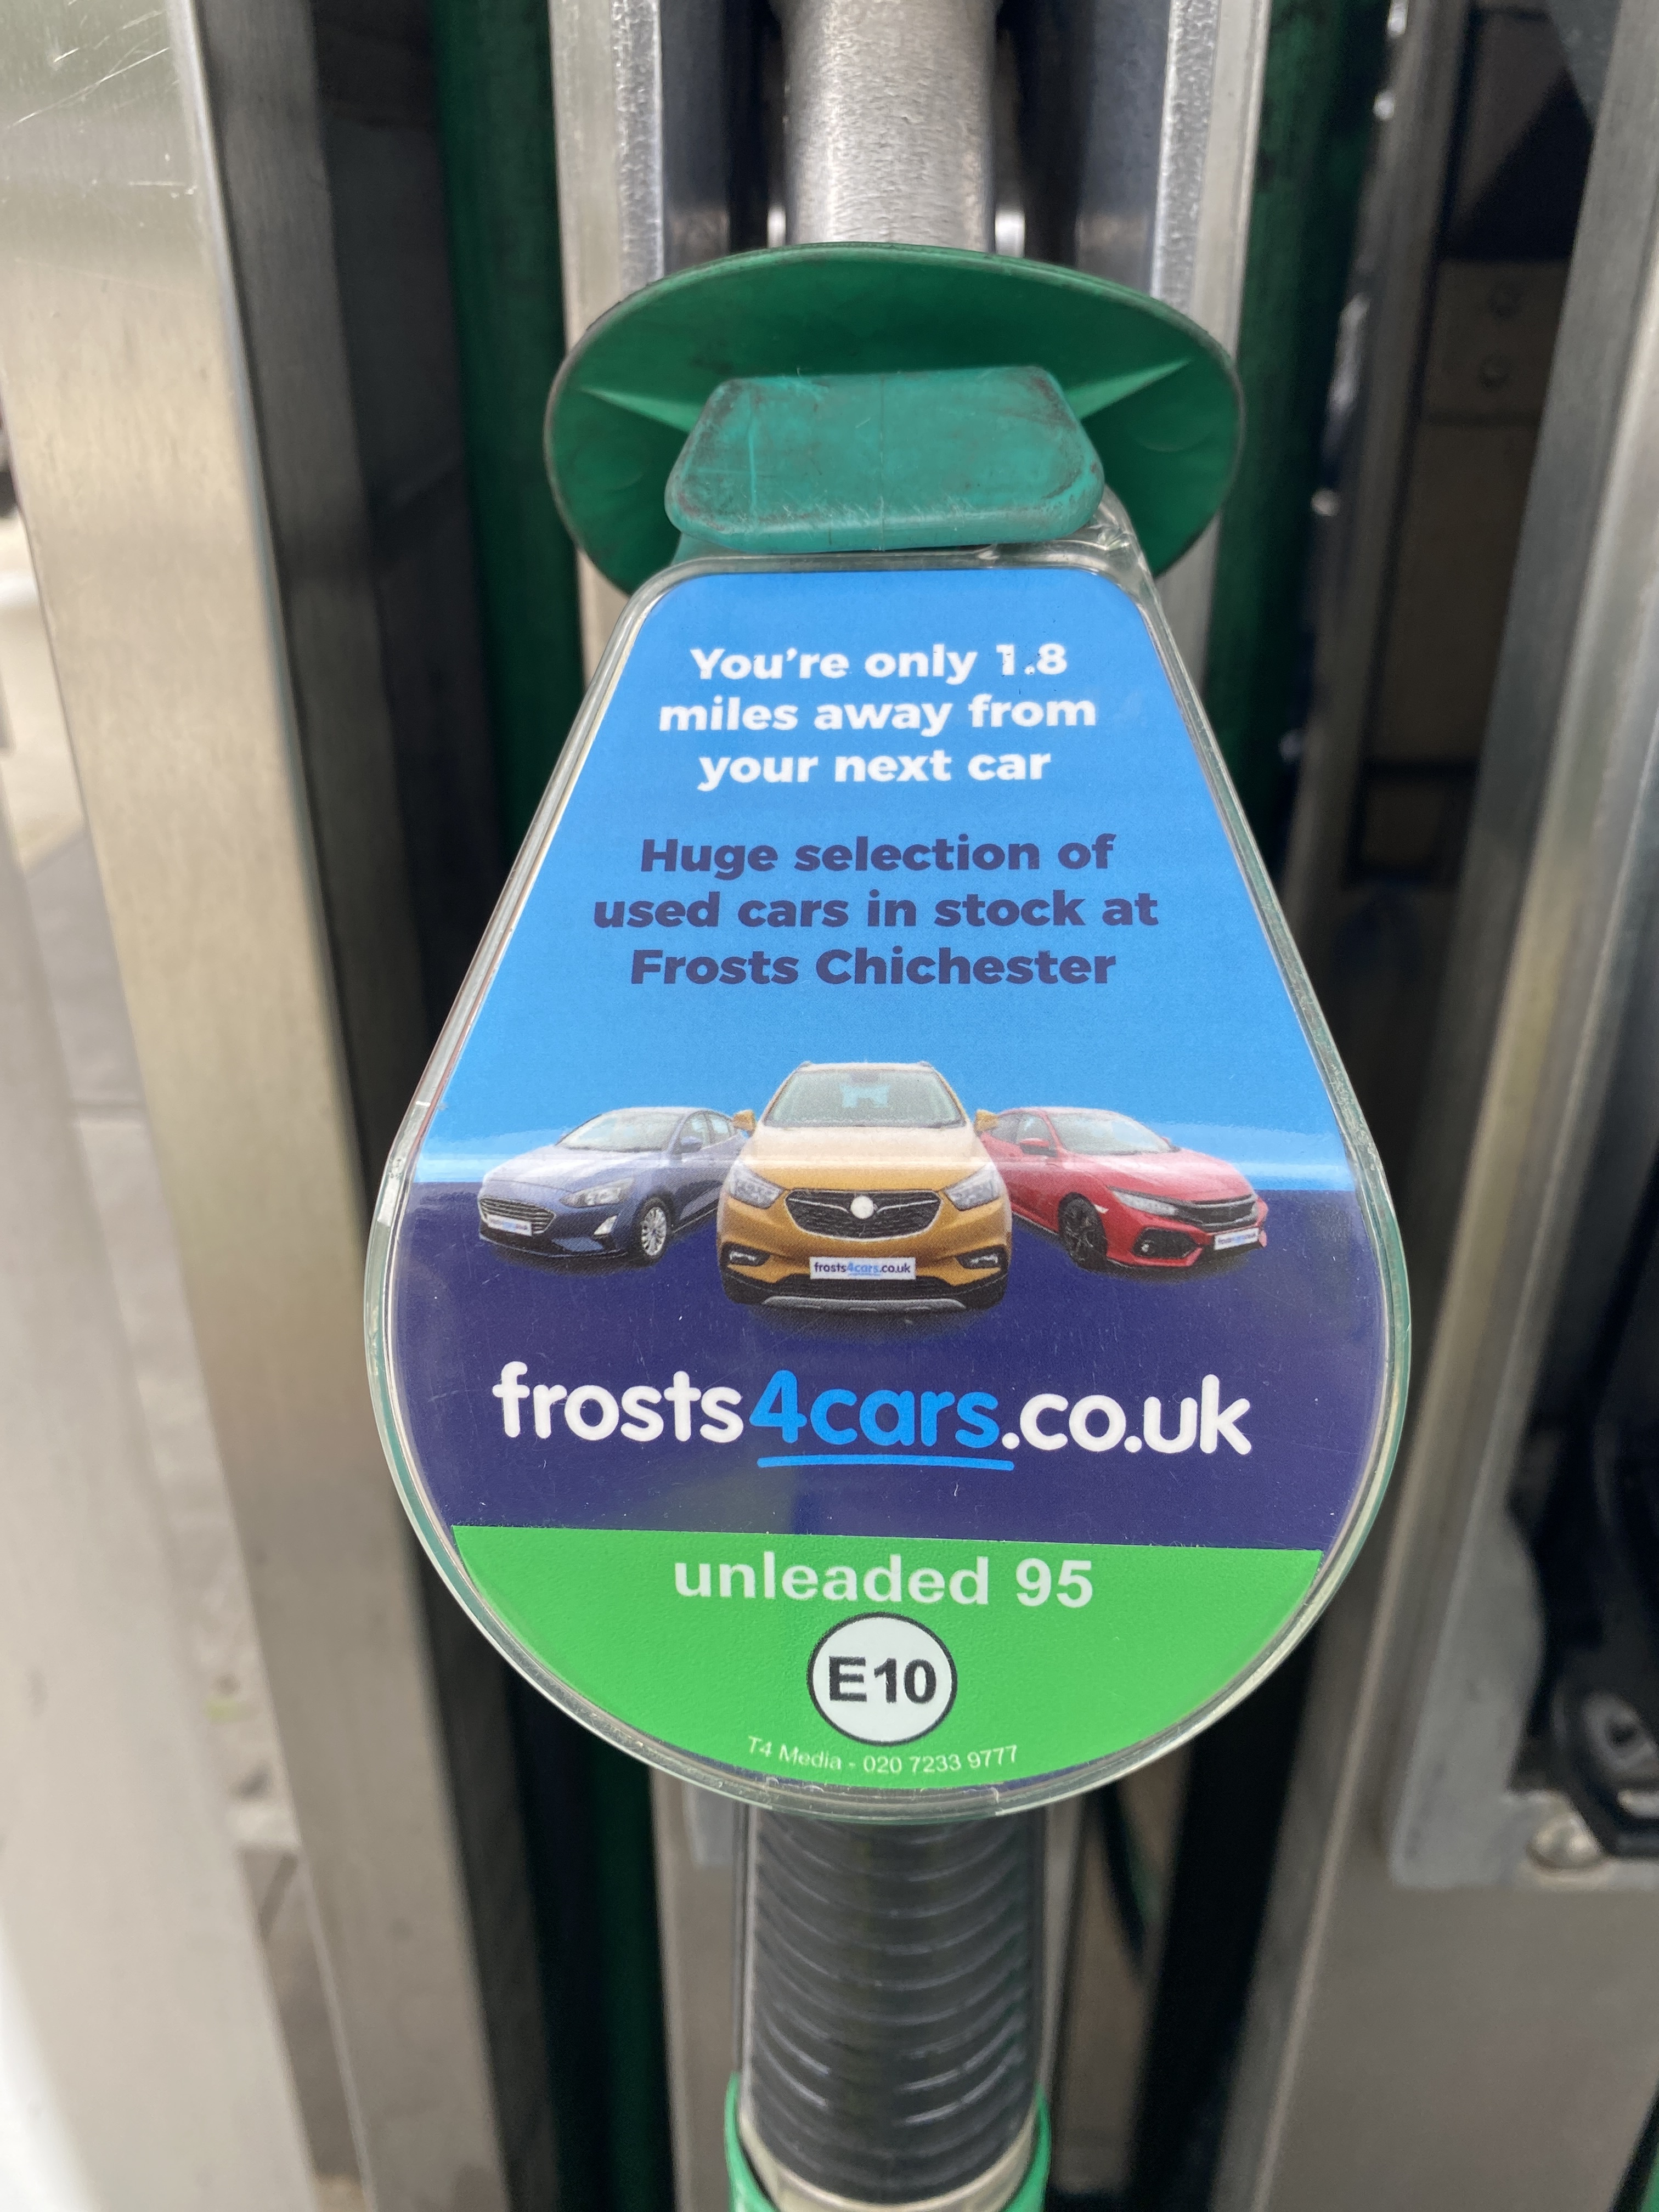 You're only 1.8
miles away from
your next car
Huge selection of
used cars in stock at
Frosts Chichester
frosts4cars.co.uk
frosts4cars.co.uk
unleaded 95
E10
T4 Media - 020 7233 9777